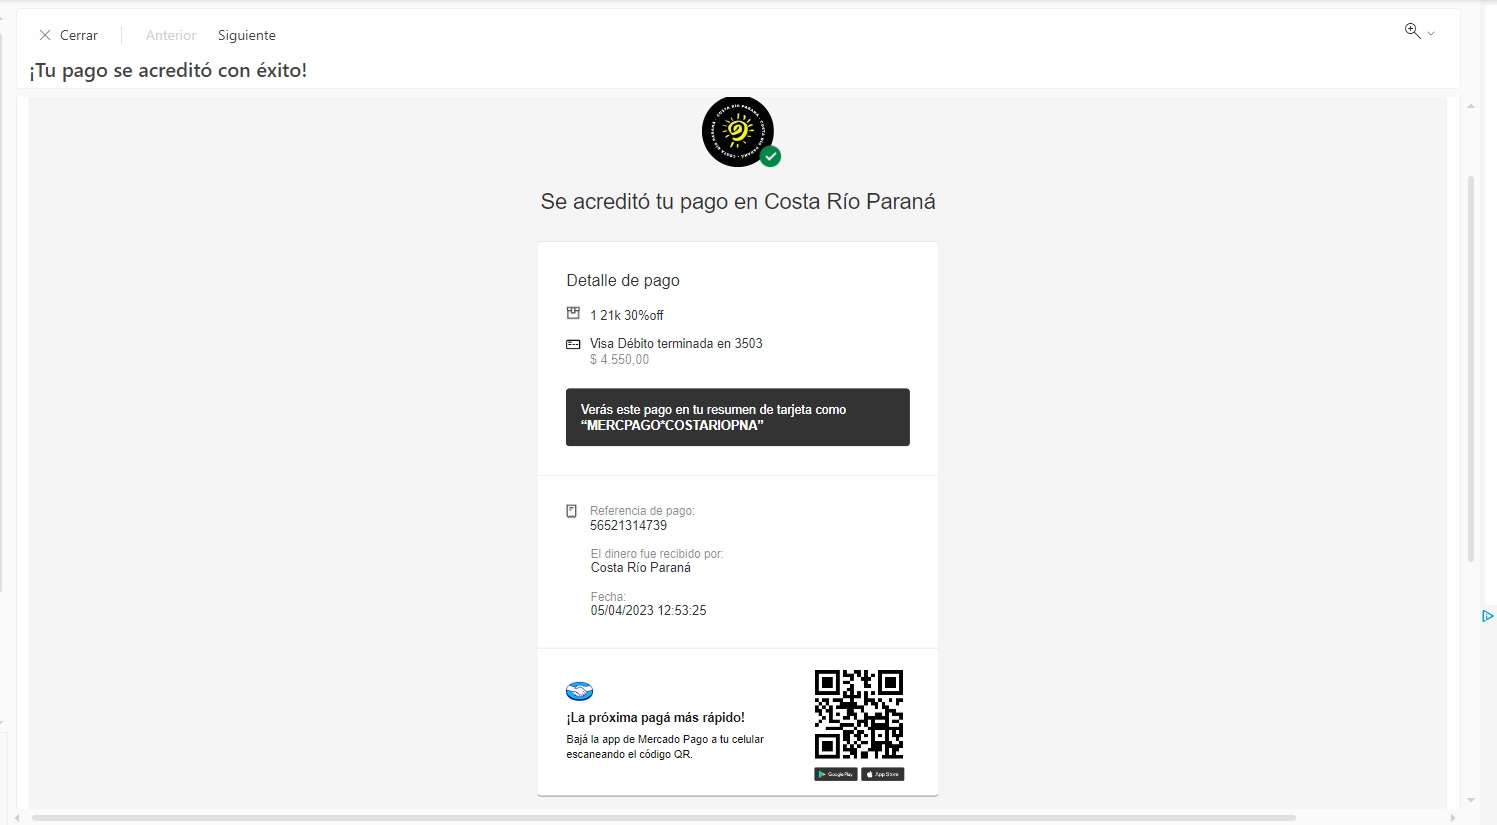 Cerrar
Anterior
Siguiente
¡Tu pago se acreditó con éxito!
COSTA RÍO PARANÁ · COSTA RÍO PARANÁ · COSTA RÍO PARANÁ ·
Se acreditó tu pago en Costa Río Paraná
Detalle de pago
1 21k 30%off
Visa Débito terminada en 3503
$ 4.550,00
Verás este pago en tu resumen de tarjeta como
“MERCPAGO*COSTARIOPNA”
Referencia de pago:
56521314739
El dinero fue recibido por:
Costa Río Paraná
Fecha:
05/04/2023 12:53:25
¡La próxima pagá más rápido!
Bajá la app de Mercado Pago a tu celular
escaneando el código QR.
Google Play
App Store